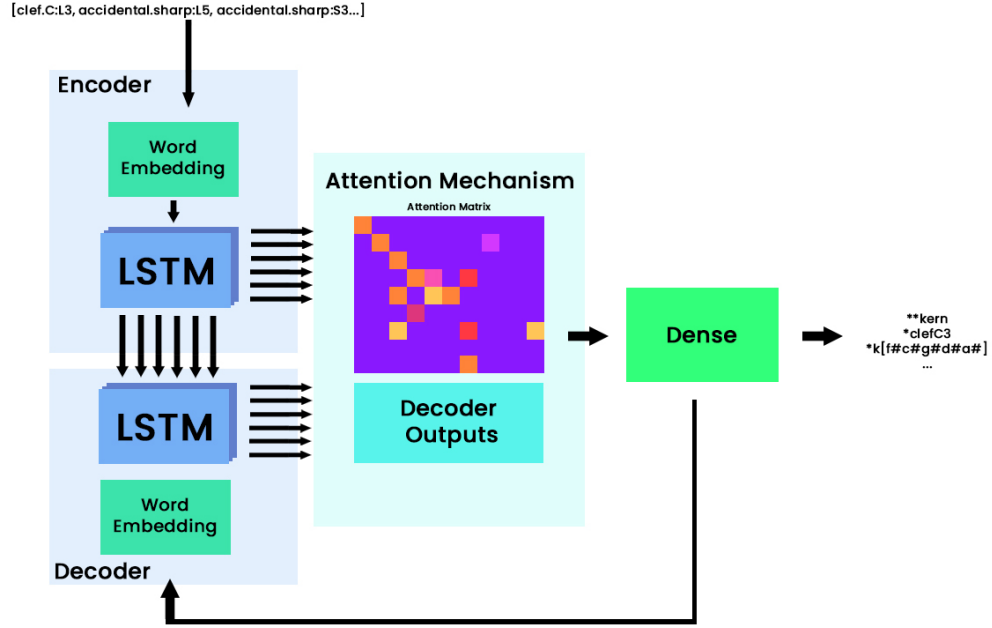 [clef.C:L3, accidental.sharp:L5, accidental.sharp:S3...]
Encoder
Word
Embedding
LSTM
Attention Mechanism
Attention Matrix
Dense
**kern
*clefC3
*k[f#c#g#d#a#]
...
LSTM
Decoder
Outputs
Word
Embedding
Decoder